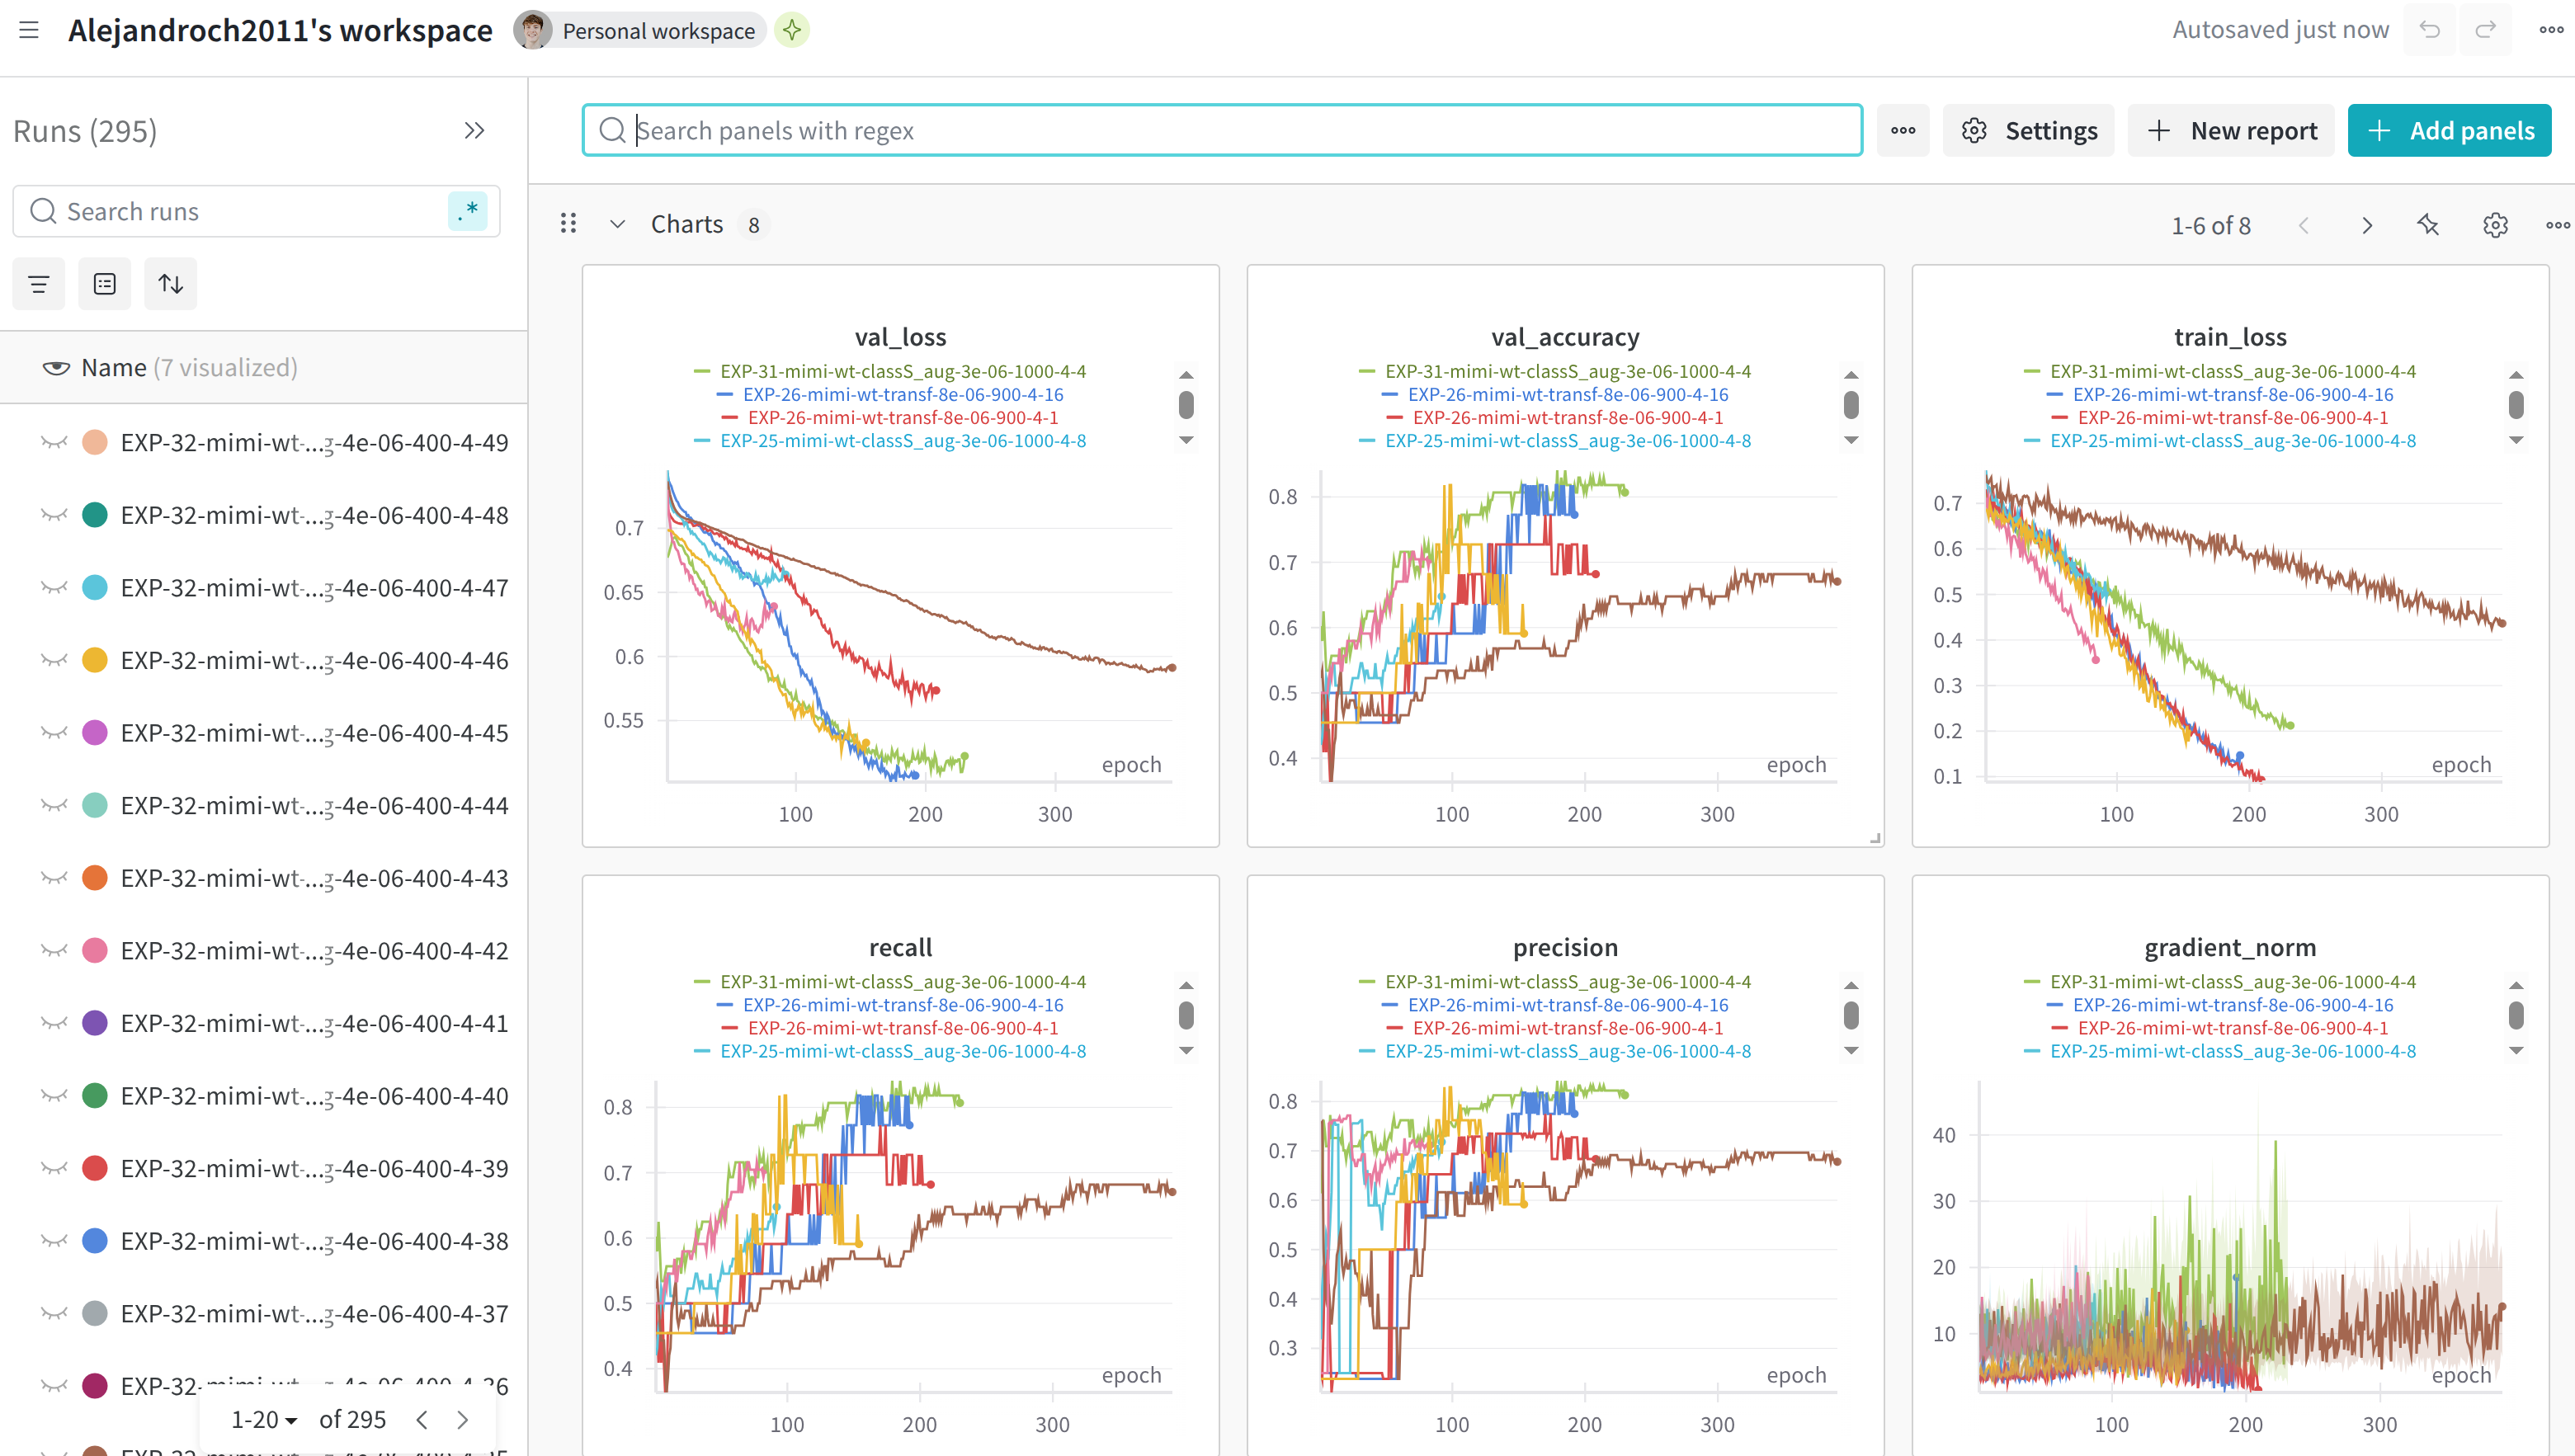 Alejandroch2011's workspace
Personal workspace
Autosaved just now
Runs (295)
Search runs
.*
Name (7 visualized)
EXP-32-mimi-wt-...g-4e-06-400-4-49
EXP-32-mimi-wt-...g-4e-06-400-4-48
EXP-32-mimi-wt-...g-4e-06-400-4-47
EXP-32-mimi-wt-...g-4e-06-400-4-46
EXP-32-mimi-wt-...g-4e-06-400-4-45
EXP-32-mimi-wt-...g-4e-06-400-4-44
EXP-32-mimi-wt-...g-4e-06-400-4-43
EXP-32-mimi-wt-...g-4e-06-400-4-42
EXP-32-mimi-wt-...g-4e-06-400-4-41
EXP-32-mimi-wt-...g-4e-06-400-4-40
EXP-32-mimi-wt-...g-4e-06-400-4-39
EXP-32-mimi-wt-...g-4e-06-400-4-38
EXP-32-mimi-wt-...g-4e-06-400-4-37
1-20 of 295
Search panels with regex
Settings
New report
Add panels
Charts 8
1-6 of 8
val_loss
EXP-31-mimi-wt-classS_aug-3e-06-1000-4-4
EXP-26-mimi-wt-transf-8e-06-900-4-16
EXP-26-mimi-wt-transf-8e-06-900-4-1
EXP-25-mimi-wt-classS_aug-3e-06-1000-4-8
0.7
0.65
0.6
0.55
epoch
100 200 300
val_accuracy
EXP-31-mimi-wt-classS_aug-3e-06-1000-4-4
EXP-26-mimi-wt-transf-8e-06-900-4-16
EXP-26-mimi-wt-transf-8e-06-900-4-1
EXP-25-mimi-wt-classS_aug-3e-06-1000-4-8
0.8
0.7
0.6
0.5
0.4
epoch
100 200 300
train_loss
EXP-31-mimi-wt-classS_aug-3e-06-1000-4-4
EXP-26-mimi-wt-transf-8e-06-900-4-16
EXP-26-mimi-wt-transf-8e-06-900-4-1
EXP-25-mimi-wt-classS_aug-3e-06-1000-4-8
0.7
0.6
0.5
0.4
0.3
0.2
0.1
epoch
100 200 300
recall
EXP-31-mimi-wt-classS_aug-3e-06-1000-4-4
EXP-26-mimi-wt-transf-8e-06-900-4-16
EXP-26-mimi-wt-transf-8e-06-900-4-1
EXP-25-mimi-wt-classS_aug-3e-06-1000-4-8
0.8
0.7
0.6
0.5
0.4
epoch
100 200 300
precision
EXP-31-mimi-wt-classS_aug-3e-06-1000-4-4
EXP-26-mimi-wt-transf-8e-06-900-4-16
EXP-26-mimi-wt-transf-8e-06-900-4-1
EXP-25-mimi-wt-classS_aug-3e-06-1000-4-8
0.8
0.7
0.6
0.5
0.4
0.3
epoch
100 200 300
gradient_norm
EXP-31-mimi-wt-classS_aug-3e-06-1000-4-4
EXP-26-mimi-wt-transf-8e-06-900-4-16
EXP-26-mimi-wt-transf-8e-06-900-4-1
EXP-25-mimi-wt-classS_aug-3e-06-1000-4-8
40
30
20
10
epoch
100 200 300